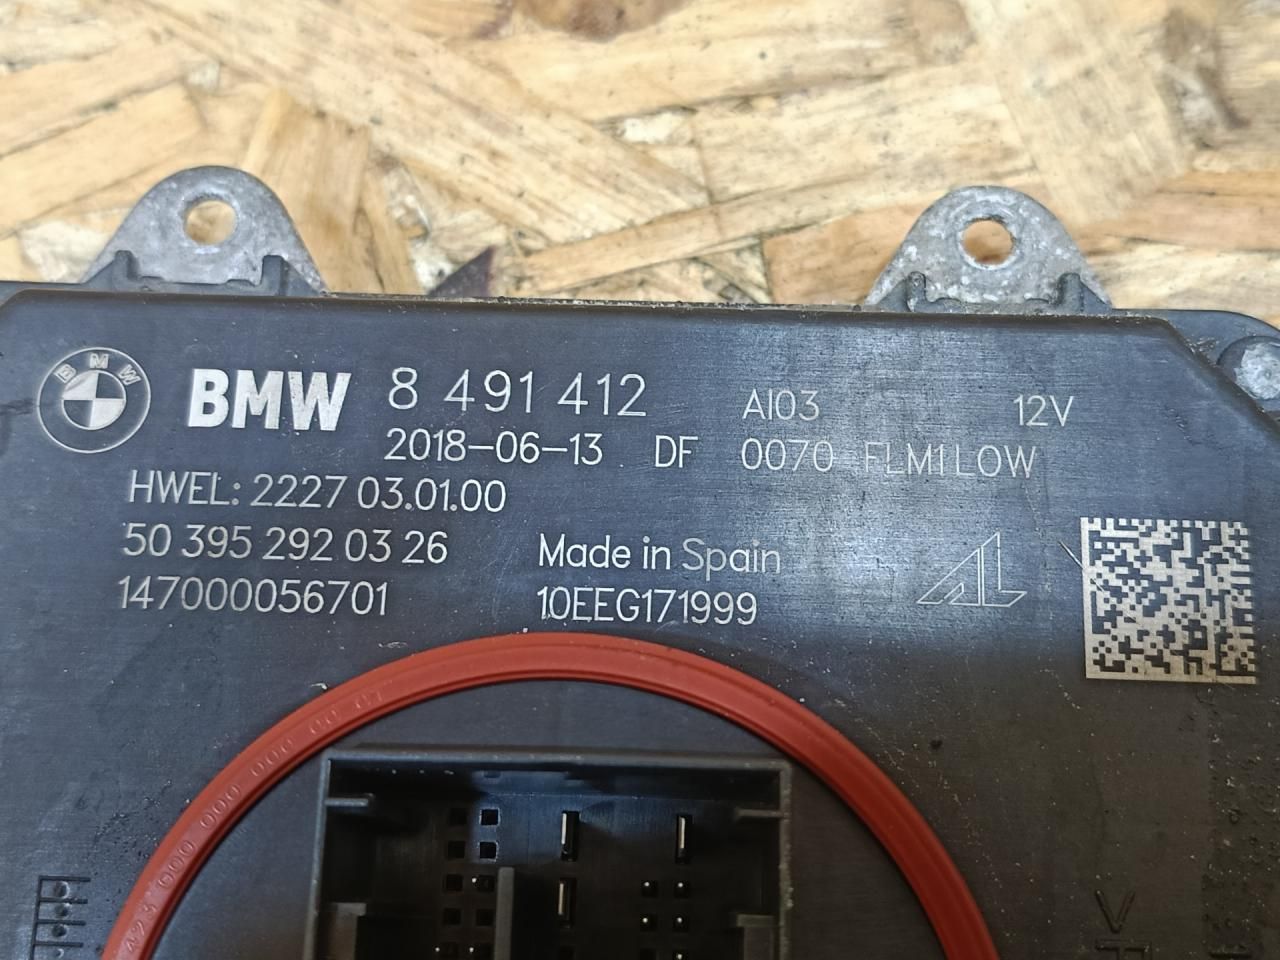 BMW BMW 8 491 412 AI03 12V
2018-06-13 DF 0070 FLM1 LOW
HWEL: 2227 03.01.00
50 395 292 03 26 Made in Spain AL
147000056701 10EEG171999